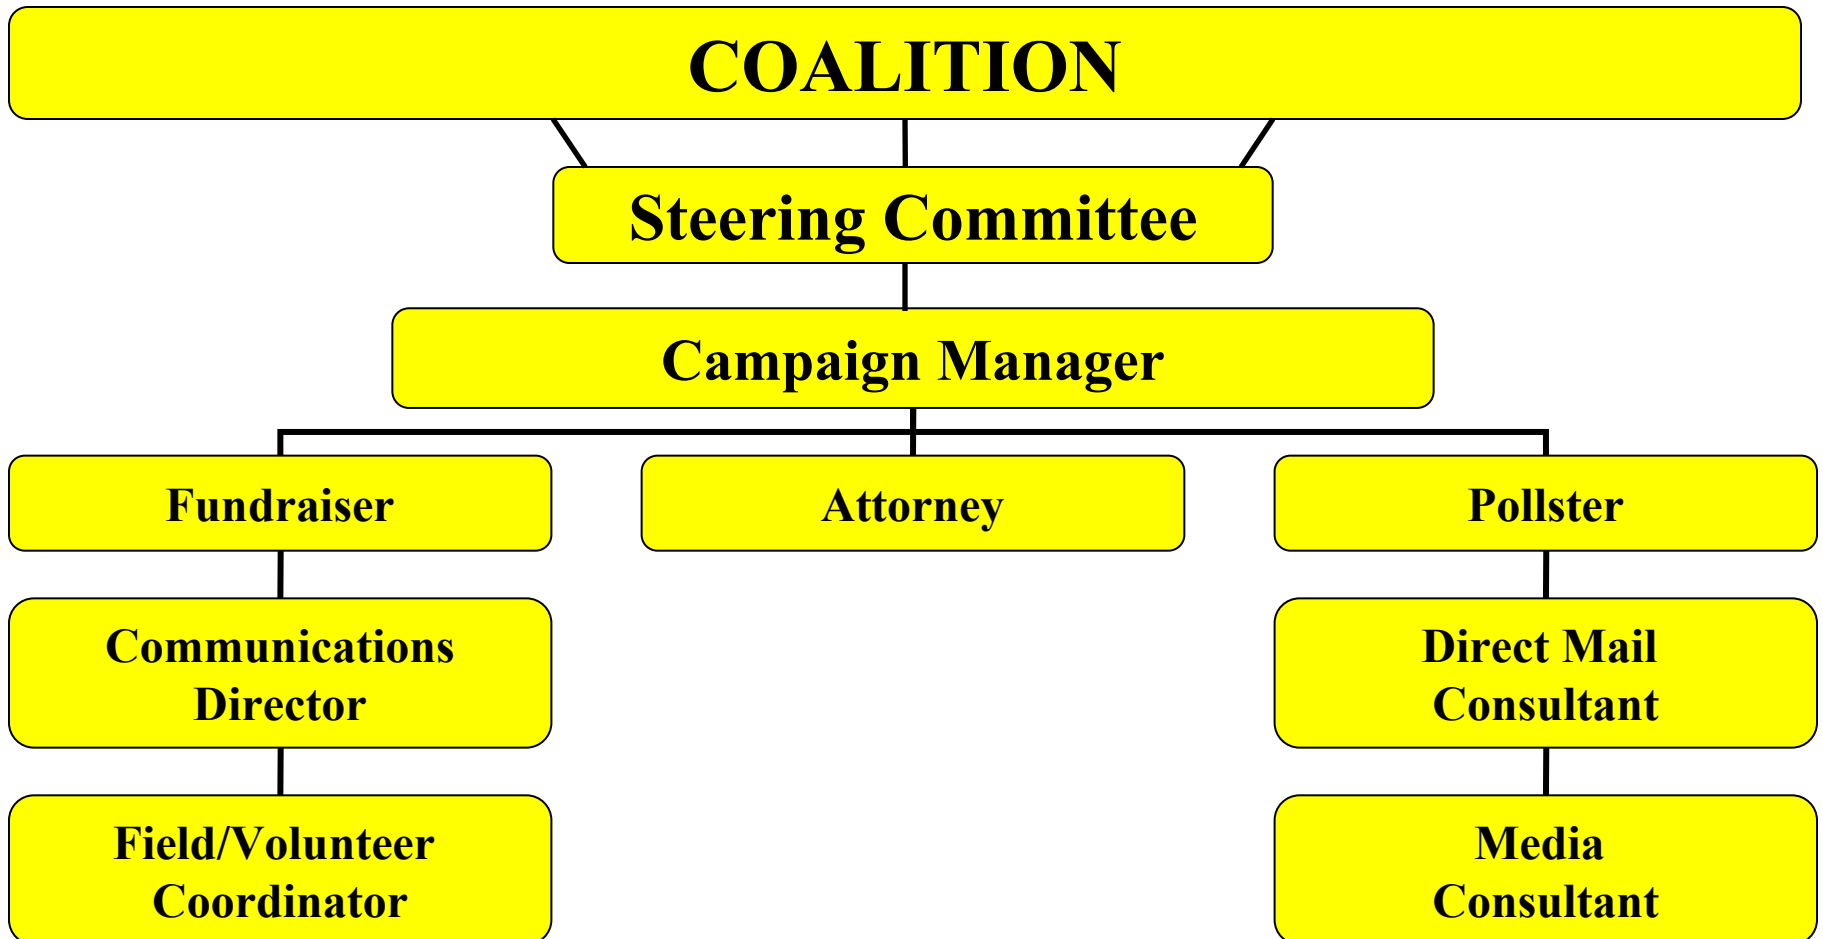 COALITION
Steering Committee
Campaign Manager
Fundraiser
Attorney
Pollster
Communications
Director
Direct Mail
Consultant
Field/Volunteer
Coordinator
Media
Consultant